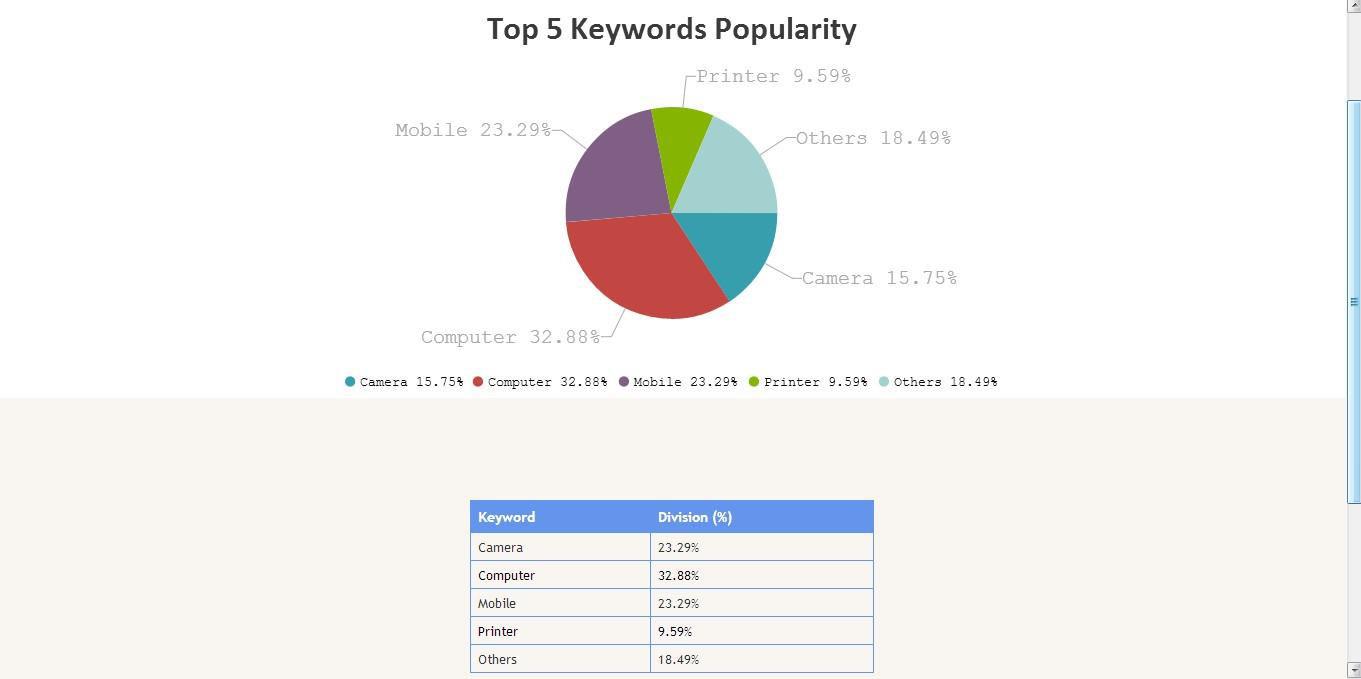 Top 5 Keywords Popularity
Printer 9.59%
Mobile 23.29%
Others 18.49%
Camera 15.75%
Computer 32.88%
Camera 15.75% Computer 32.88% Mobile 23.29% Printer 9.59% Others 18.49%
Keyword Division (%)
Camera 23.29%
Computer 32.88%
Mobile 23.29%
Printer 9.59%
Others 18.49%